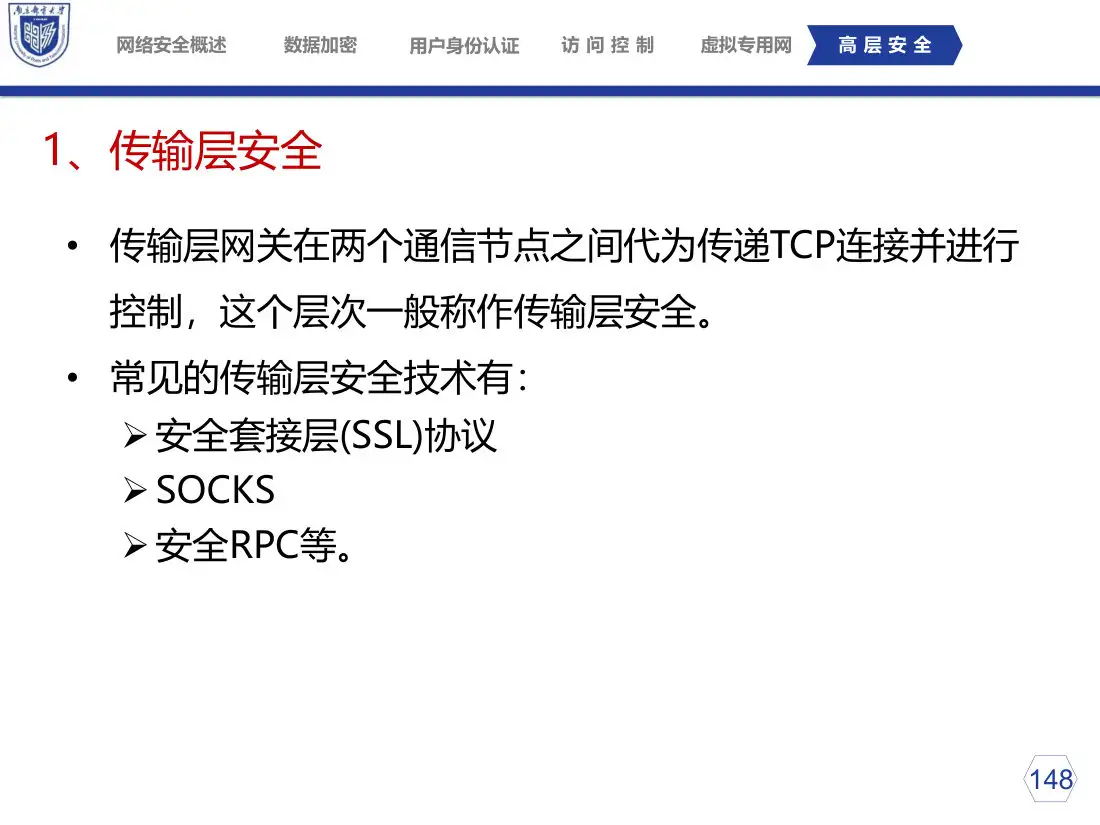 网络安全概述 数据加密 用户身份认证 访问控制 虚拟专用网 高层安全
1、传输层安全
• 传输层网关在两个通信节点之间代为传递TCP连接并进行
控制，这个层次一般称作传输层安全。
• 常见的传输层安全技术有：
➢ 安全套接层(SSL)协议
➢ SOCKS
➢ 安全RPC等。
148